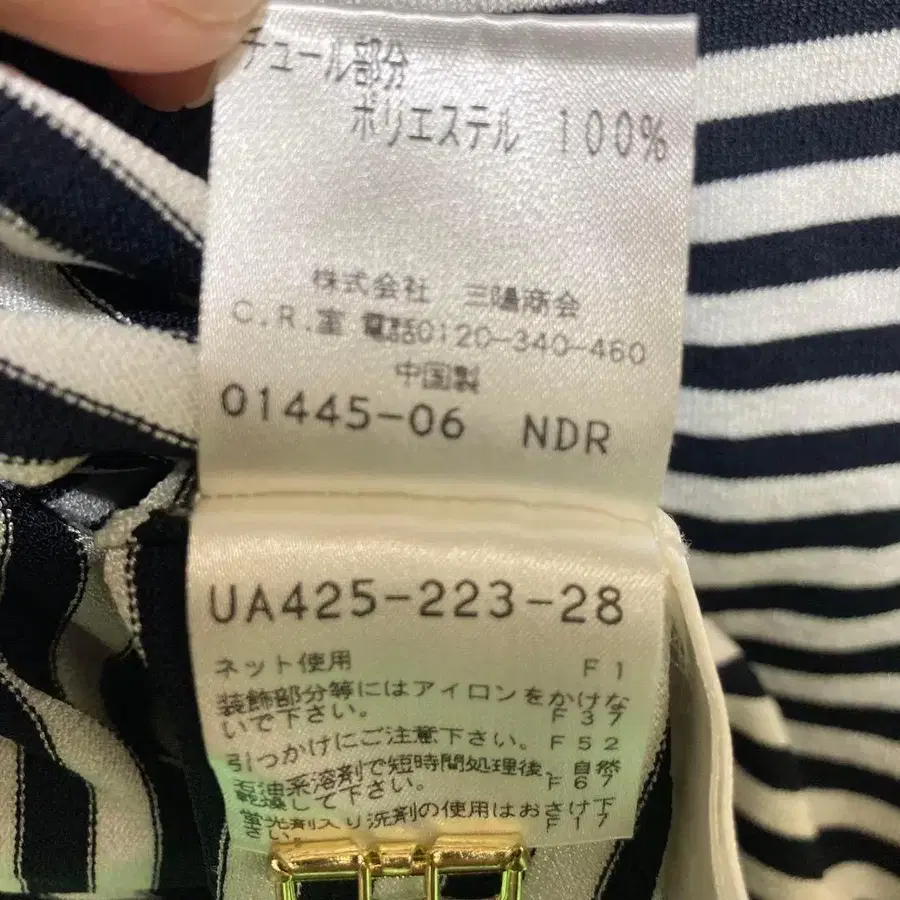 チュール部分
ポリエステル 100%
株式会社 三陽商会
C.R.室 電話0120-340-460
中国製
01445-06 NDR
UA425-223-28
ネット使用 F1
装飾部分等にはアイロンをかけな
いで下さい。 F37
引っかけにご注意下さい。F52
石油系溶剤で短時間処理後、自然
乾燥して下さい。 F67
蛍光剤入り洗剤の使用はおさけ下
さい。 F17